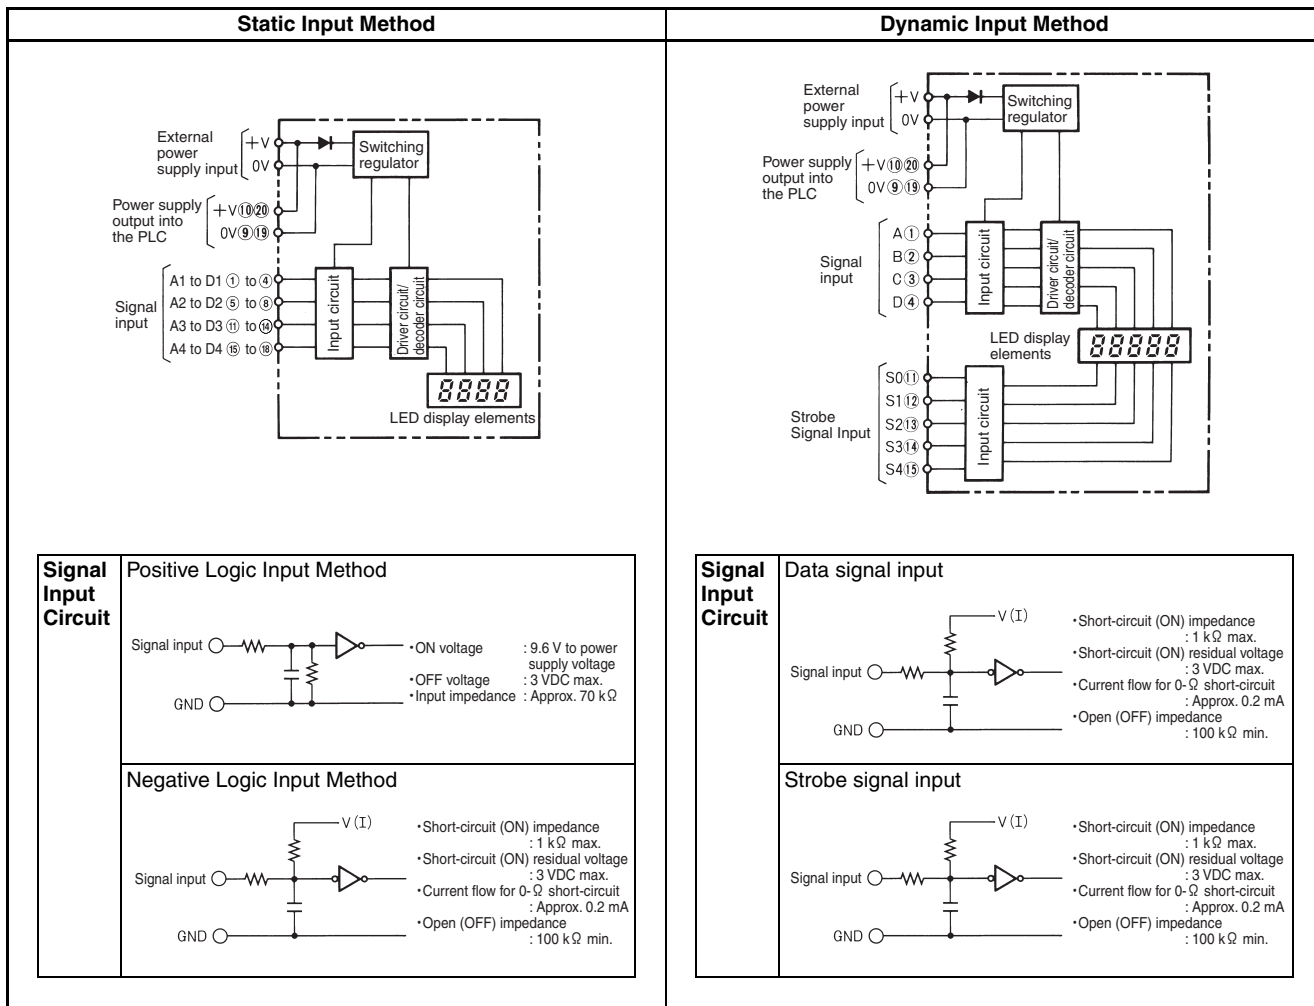 Static Input Method
External
power
supply input
+V
0V
Switching
regulator
Power supply
output into
the PLC
+V⑩⑳
0V⑨⑲
Signal
input
A1 to D1 ① to ④
A2 to D2 ⑤ to ⑧
A3 to D3 ⑪ to ⑭
A4 to D4 ⑮ to ⑱
Input circuit
Driver circuit/
decoder circuit
8888
LED display elements
Signal
Input
Circuit
Positive Logic Input Method
Signal input
GND
•ON voltage : 9.6 V to power
supply voltage
•OFF voltage : 3 VDC max.
•Input impedance : Approx. 70 kΩ
Negative Logic Input Method
V (I)
Signal input
GND
•Short-circuit (ON) impedance
: 1 kΩ max.
•Short-circuit (ON) residual voltage
: 3 VDC max.
•Current flow for 0-Ω short-circuit
: Approx. 0.2 mA
•Open (OFF) impedance
: 100 kΩ min.
Dynamic Input Method
External
power
supply input
+V
0V
Switching
regulator
Power supply
output into
the PLC
+V⑩⑳
0V⑨⑲
Signal
input
A①
B②
C③
D④
Input circuit
Driver circuit/
decoder circuit
LED display
elements
88888
Strobe
Signal Input
S0⑪
S1⑫
S2⑬
S3⑭
S4⑮
Input circuit
Signal
Input
Circuit
Data signal input
V (I)
Signal input
GND
•Short-circuit (ON) impedance
: 1 kΩ max.
•Short-circuit (ON) residual voltage
: 3 VDC max.
•Current flow for 0-Ω short-circuit
: Approx. 0.2 mA
•Open (OFF) impedance
: 100 kΩ min.
Strobe signal input
V (I)
Signal input
GND
•Short-circuit (ON) impedance
: 1 kΩ max.
•Short-circuit (ON) residual voltage
: 3 VDC max.
•Current flow for 0-Ω short-circuit
: Approx. 0.2 mA
•Open (OFF) impedance
: 100 kΩ min.